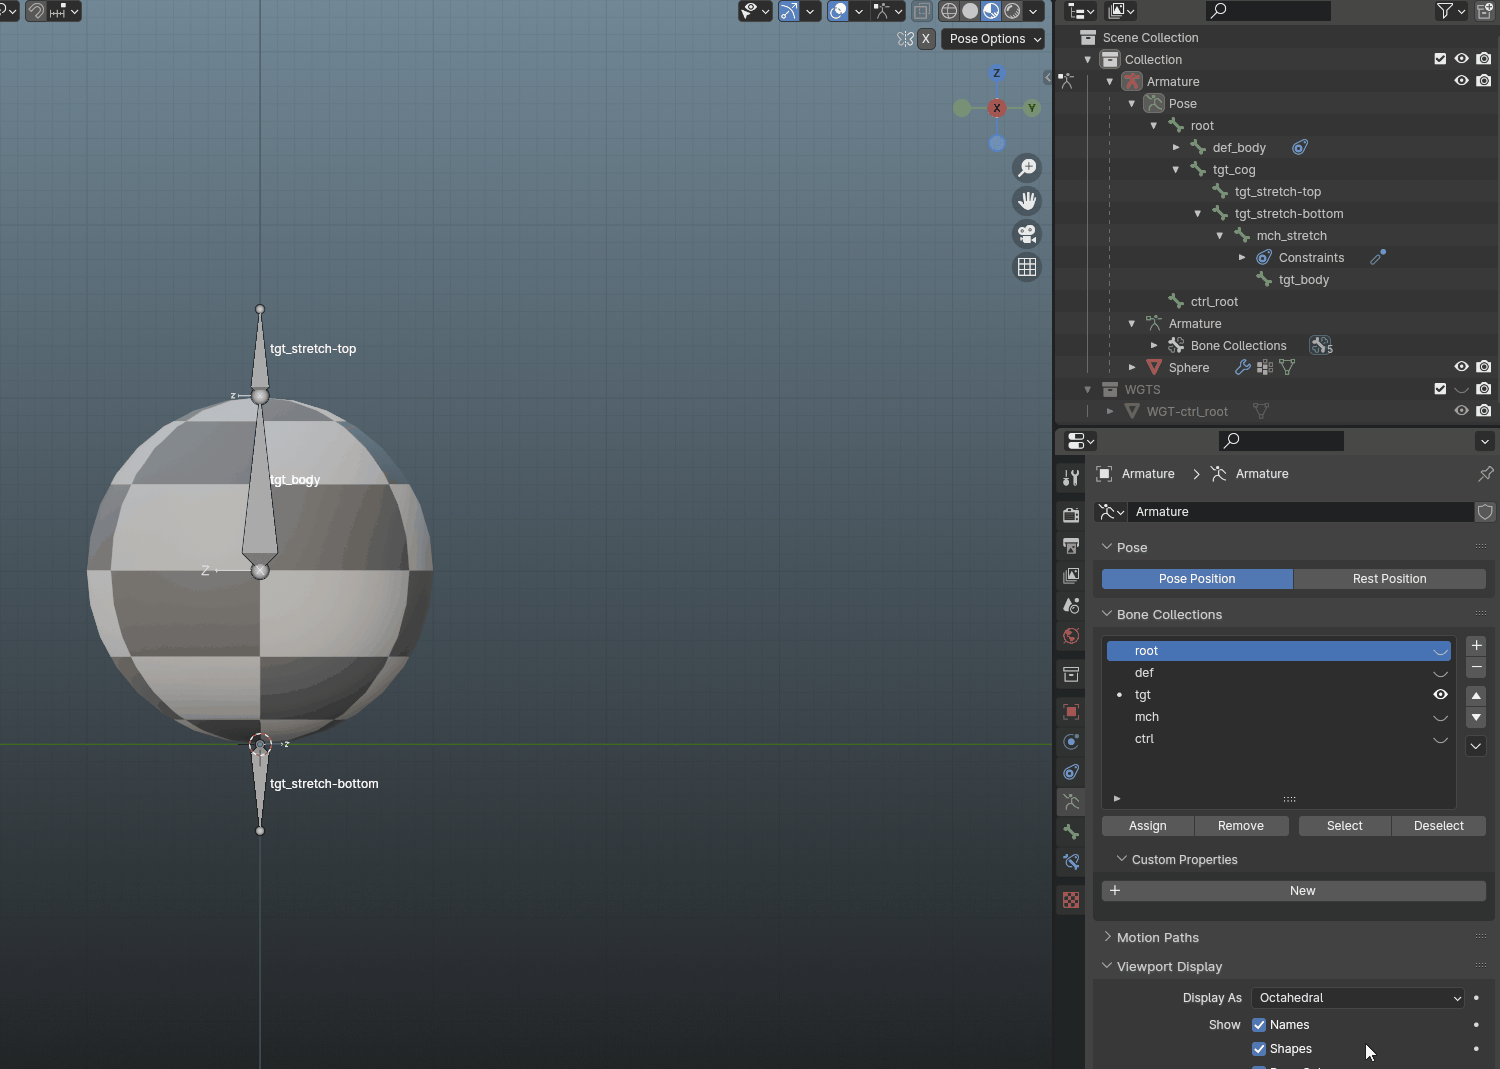 X
Pose Options
Z
X
Y
tgt_stretch-top
z
tgt_body
Z
z
tgt_stretch-bottom
Scene Collection
Collection
Armature
Pose
root
def_body
tgt_cog
tgt_stretch-top
tgt_stretch-bottom
mch_stretch
Constraints
tgt_body
ctrl_root
Armature
Bone Collections
5
Sphere
WGTS
WGT-ctrl_root
Armature > Armature
Armature
Pose
Pose Position Rest Position
Bone Collections
root
def
tgt
mch
ctrl
Assign Remove Select Deselect
Custom Properties
New
Motion Paths
Viewport Display
Display As Octahedral
Show Names
Shapes